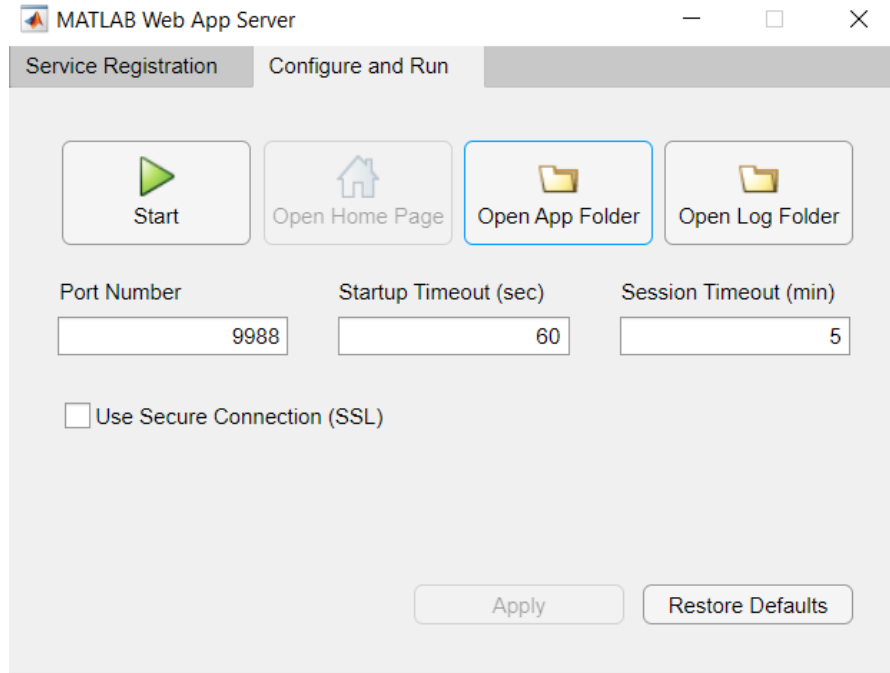 MATLAB Web App Server
Service Registration
Configure and Run
Start
Open Home Page
Open App Folder
Open Log Folder
Port Number
Startup Timeout (sec)
Session Timeout (min)
9988
60
5
Use Secure Connection (SSL)
Apply
Restore Defaults